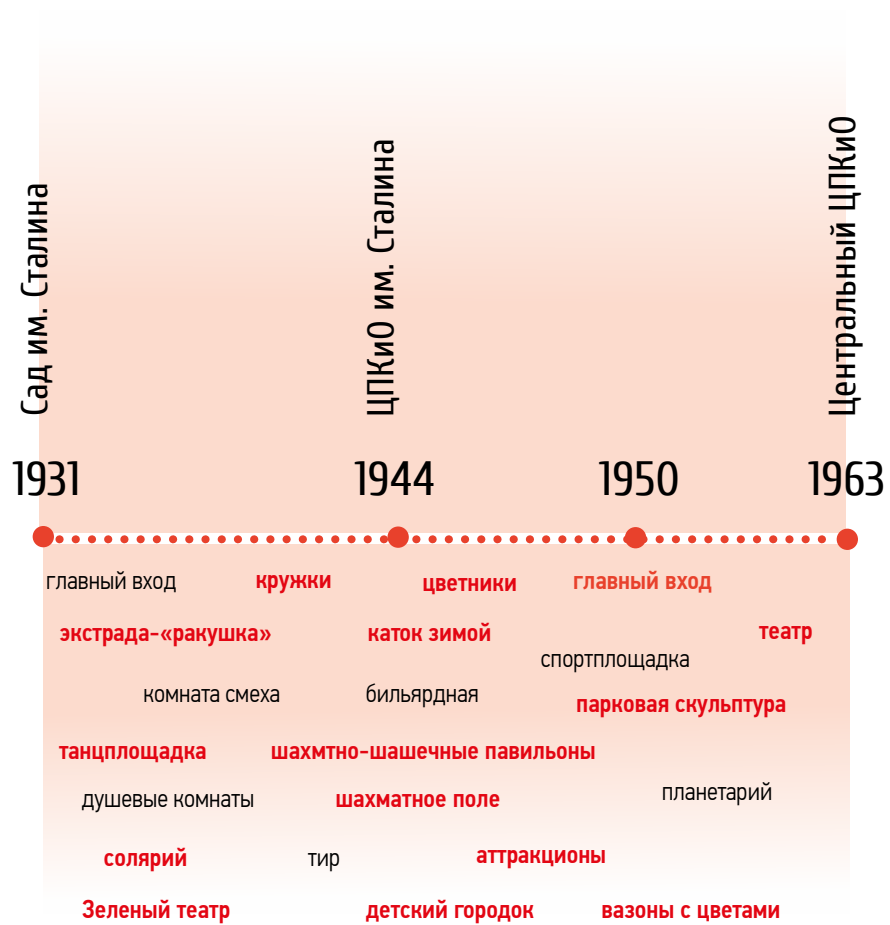 Сад им. Сталина
ЦПКиО им. Сталина
Центральный ЦПКиО
1931 1944 1950 1963
главный вход кружки цветники главный вход
экстрада-«ракушка» каток зимой театр
спортплощадка
комната смеха бильярдная парковая скульптура
танцплощадка шахмтно-шашечные павильоны
душевые комнаты шахматное поле планетарий
солярий тир аттракционы
Зеленый театр детский городок вазоны с цветами